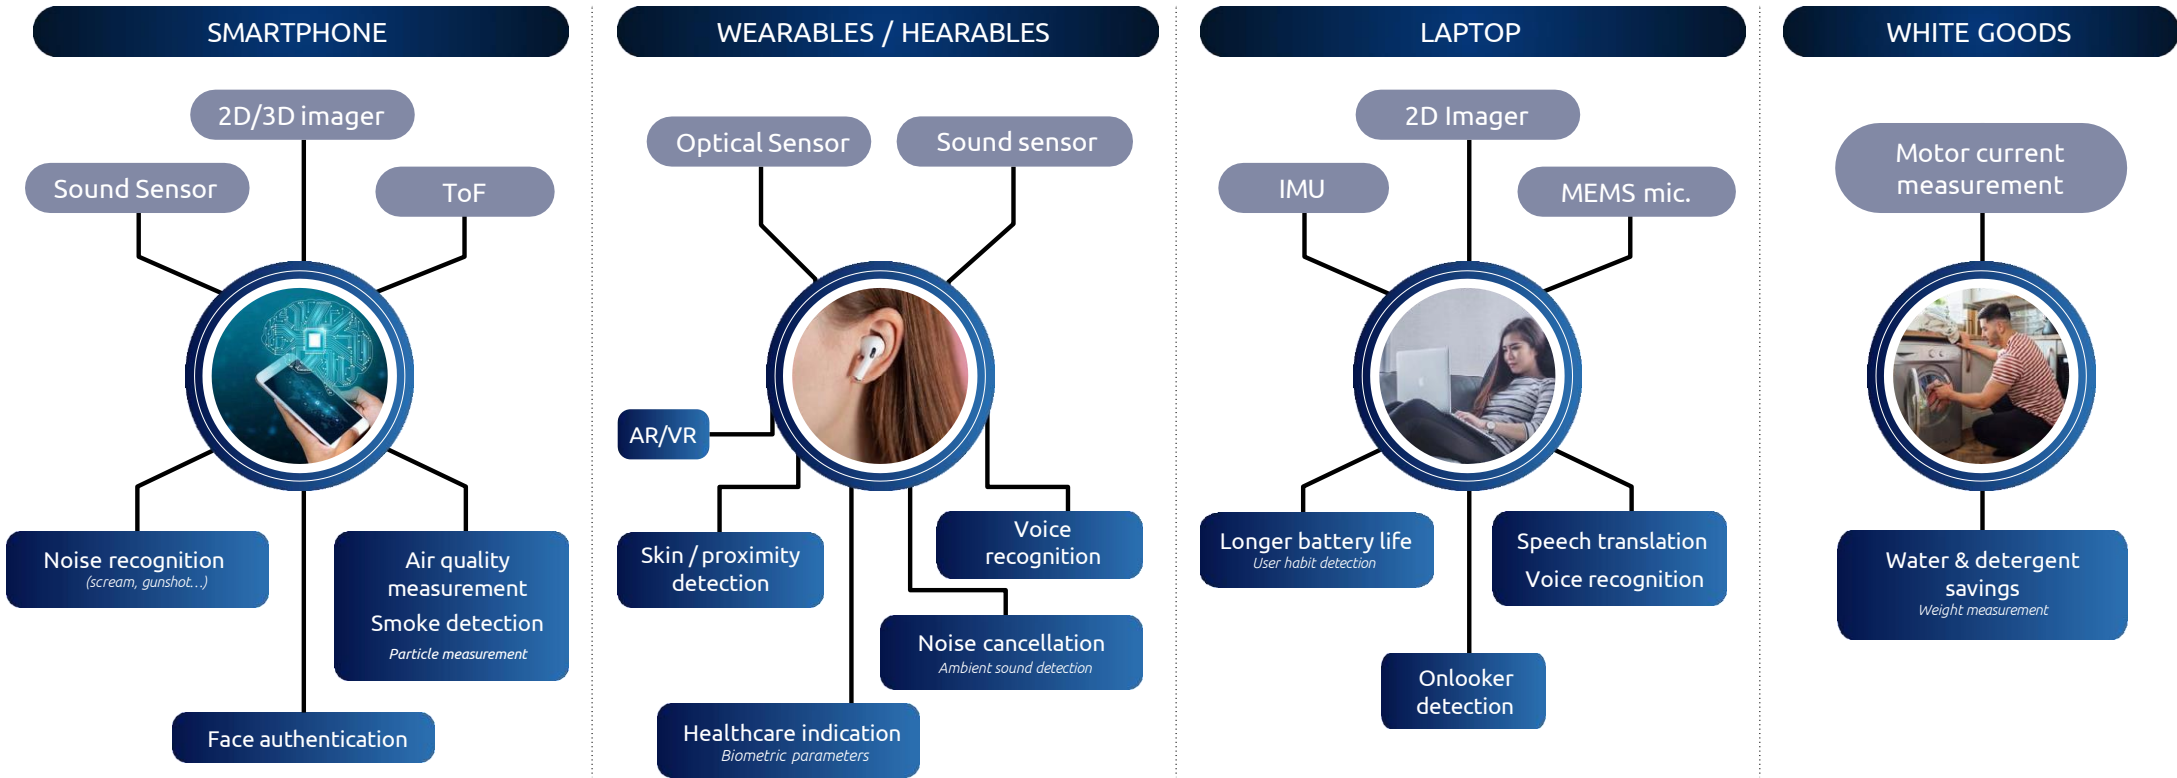 SMARTPHONE
2D/3D imager
Sound Sensor
ToF
Noise recognition
(scream, gunshot...)
Air quality
measurement
Smoke detection
Particle measurement
Face authentication
WEARABLES / HEARABLES
Optical Sensor
Sound sensor
AR/VR
Skin / proximity
detection
Voice
recognition
Noise cancellation
Ambient sound detection
Healthcare indication
Biometric parameters
LAPTOP
2D Imager
IMU
MEMS mic.
Longer battery life
User habit detection
Speech translation
Voice recognition
Onlooker
detection
WHITE GOODS
Motor current
measurement
Water & detergent
savings
Weight measurement